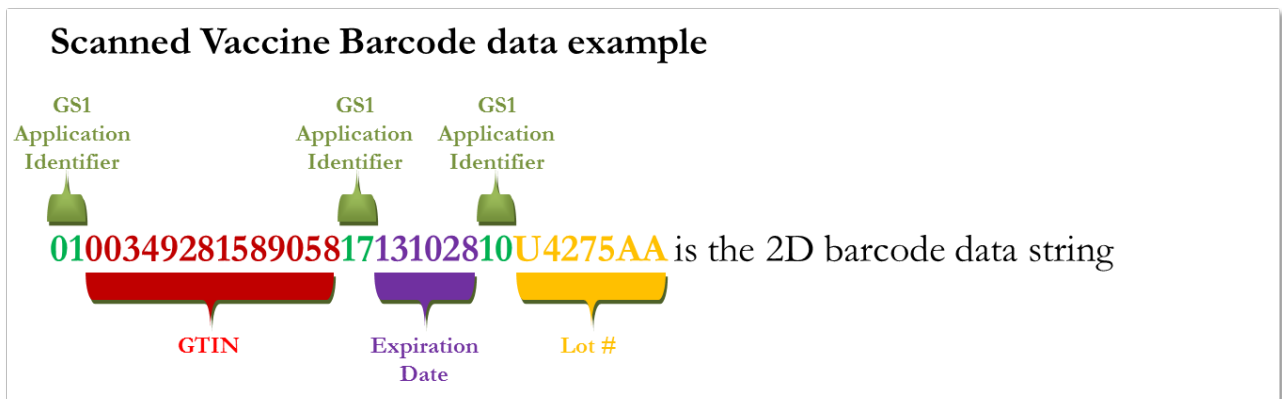 Scanned Vaccine Barcode data example
GS1 GS1 GS1
Application Application Application
Identifier Identifier Identifier
01003492815890581713102810U4275AA is the 2D barcode data string
GTIN Expiration Lot #
Date